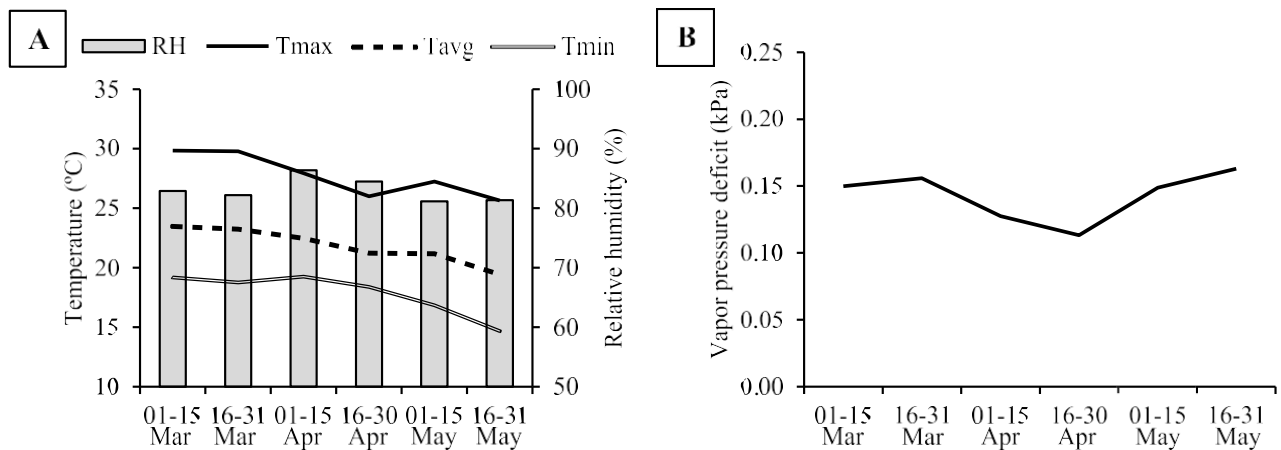 A
RH
Tmax
Tavg
Tmin
Temperature (ºC)
35
30
25
20
15
10
Relative humidity (%)
100
90
80
70
60
50
01-15 16-31 01-15 16-30 01-15 16-31
Mar Mar Apr Apr May May
B
Vapor pressure deficit (kPa)
0.25
0.20
0.15
0.10
0.05
0.00
01-15 16-31 01-15 16-30 01-15 16-31
Mar Mar Apr Apr May May